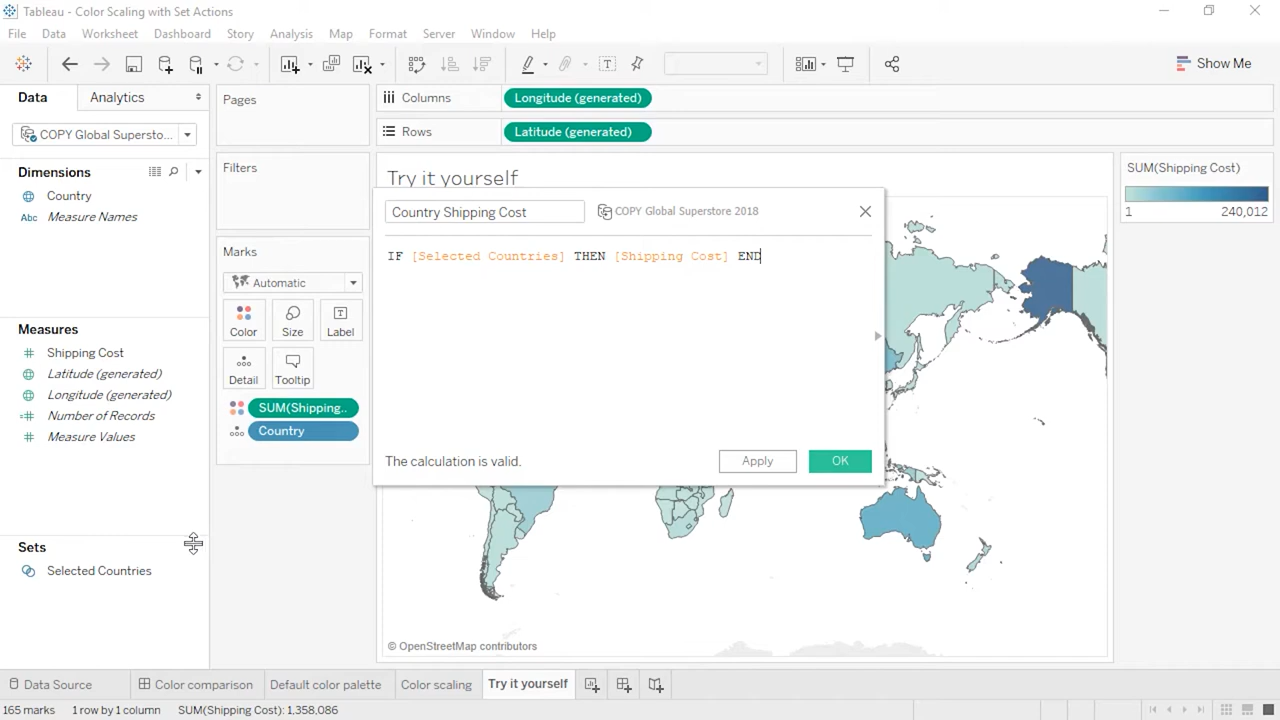 Tableau - Color Scaling with Set Actions
File Data Worksheet Dashboard Story Analysis Map Format Server Window Help
Show Me
Data Analytics
COPY Global Supersto...
Dimensions
Country
Abc Measure Names
Measures
Shipping Cost
Latitude (generated)
Longitude (generated)
Number of Records
Measure Values
Sets
Selected Countries
Pages
Filters
Marks
Automatic
Color Size Label
Detail Tooltip
SUM(Shipping..
Country
Columns Longitude (generated)
Rows Latitude (generated)
Try it yourself
Country Shipping Cost COPY Global Superstore 2018
IF [Selected Countries] THEN [Shipping Cost] END
The calculation is valid. Apply OK
© OpenStreetMap contributors
SUM(Shipping Cost)
1 240,012
Data Source Color comparison Default color palette Color scaling Try it yourself
165 marks 1 row by 1 column SUM(Shipping Cost): 1,358,086